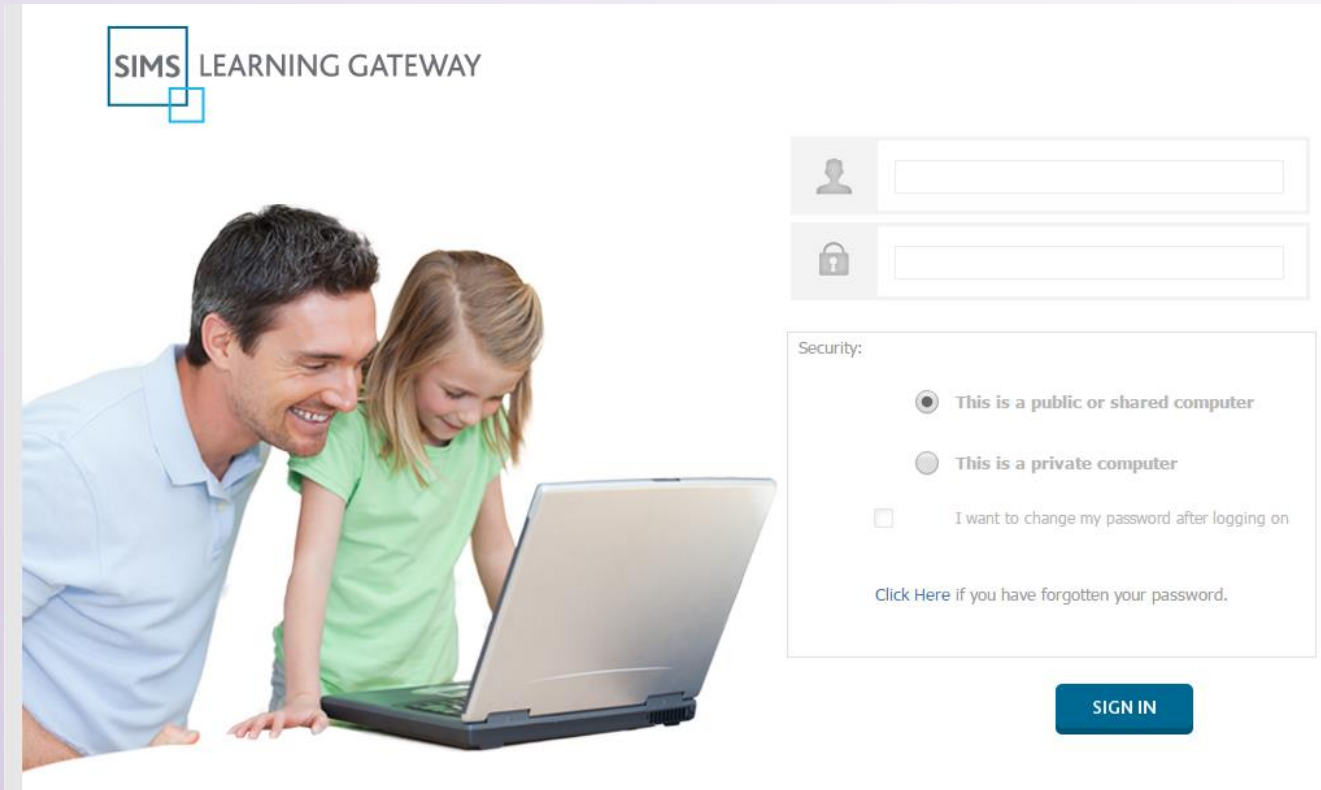 SIMS LEARNING GATEWAY
Security:
This is a public or shared computer
This is a private computer
I want to change my password after logging on
Click Here if you have forgotten your password.
SIGN IN